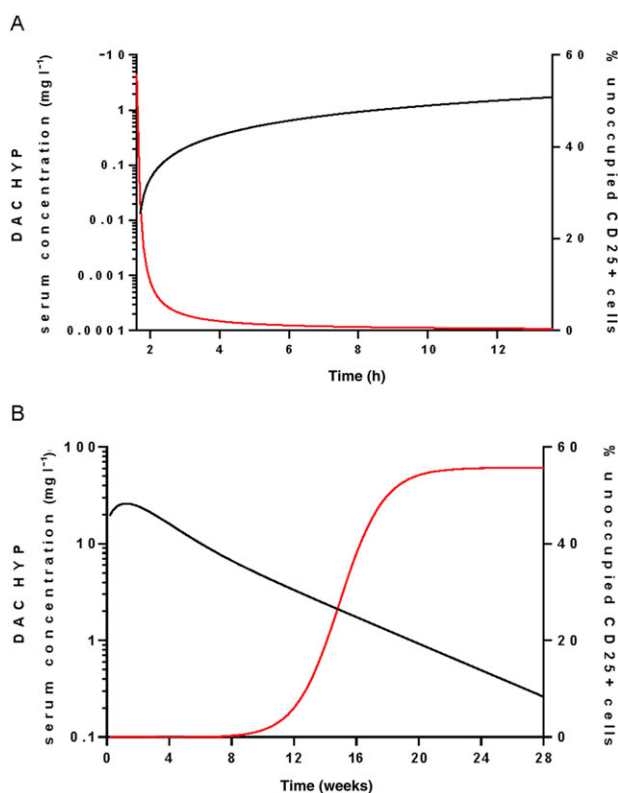 A
DAC HYP
serum concentration (mg l⁻¹)
-10
1
0.1
0.01
0.001
0.0001
60
40
20
0
% unoccupied CD25+ cells
2 4 6 8 10 12
Time (h)
B
DAC HYP
serum concentration (mg l⁻¹)
100
10
1
0.1
60
40
20
0
% unoccupied CD25+ cells
0 4 8 12 16 20 24 28
Time (weeks)